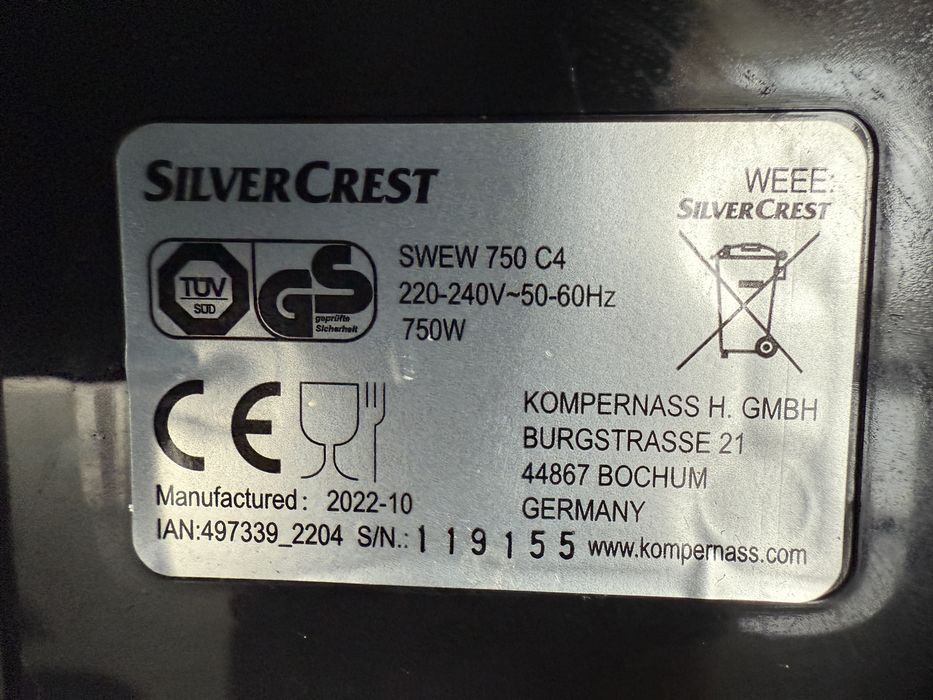 SILVERCREST
WEEE:
SILVERCREST
TÜV
SÜD
GS
geprüfte
Sicherheit
SWEW 750 C4
220-240V~50-60Hz
750W
CE
KOMPERNASS H. GMBH
BURGSTRASSE 21
44867 BOCHUM
GERMANY
Manufactured: 2022-10
IAN:497339_2204 S/N.: 119155 www.kompernass.com